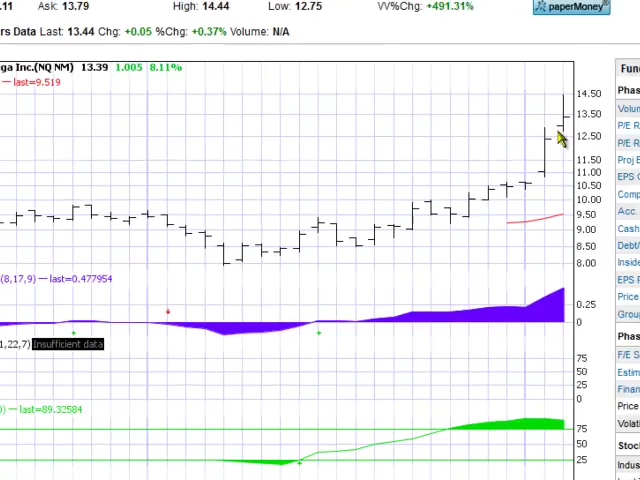 .11 Ask: 13.79 High: 14.44 Low: 12.75 VV%Chg: +491.31% paperMoney
rs Data Last: 13.44 Chg: +0.05 %Chg: +0.37% Volume: N/A
ga Inc.(NQ NM) 13.39 1.005 8.11%
— last=9.519
14.50
13.50
12.50
11.50
11.00
10.50
10.00
9.50
9.00
8.50
8.00
(8,17,9) — last=0.477954
0.25
0
1,22,7) Insufficient data
75
50
25
0
0) — last=89.32584
75
50
25
Fun
Phas
Volu
P/E R
P/E R
Proj E
EPS
Comp
Acc.
Cash
Debt/
Inside
EPS F
Price
Group
Phas
F/E S
Estim
Finan
Price
Volati
Stoc
Indus